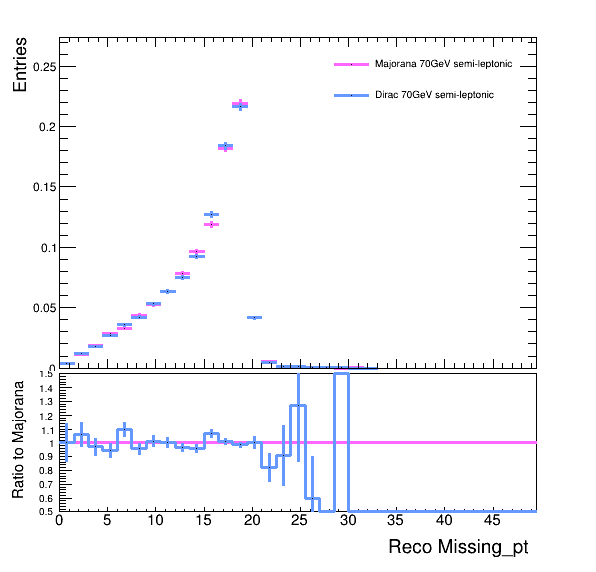 Entries
0.25
0.2
0.15
0.1
0.05
0
Majorana 70GeV semi-leptonic
Dirac 70GeV semi-leptonic
Ratio to Majorana
1.5
1.4
1.3
1.2
1.1
1
0.9
0.8
0.7
0.6
0.5
0 5 10 15 20 25 30 35 40 45
Reco Missing_pt